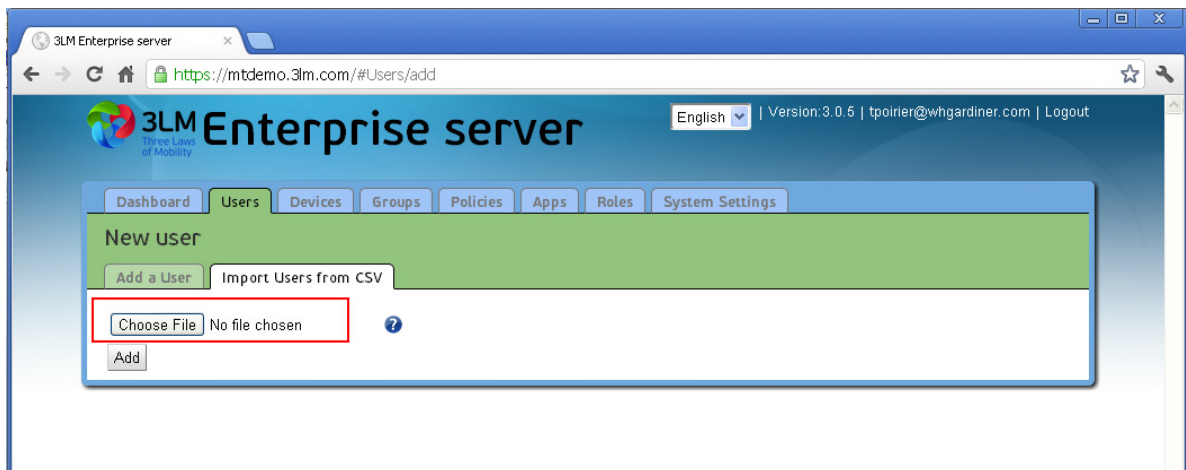 3LM Enterprise server
https://mtdemo.3lm.com/#Users/add
3LM Enterprise server
Three Laws
of Mobility
English | Version:3.0.5 | tpoirier@whgardiner.com | Logout
Dashboard Users Devices Groups Policies Apps Roles System Settings
New user
Add a User Import Users from CSV
Choose File No file chosen ?
Add